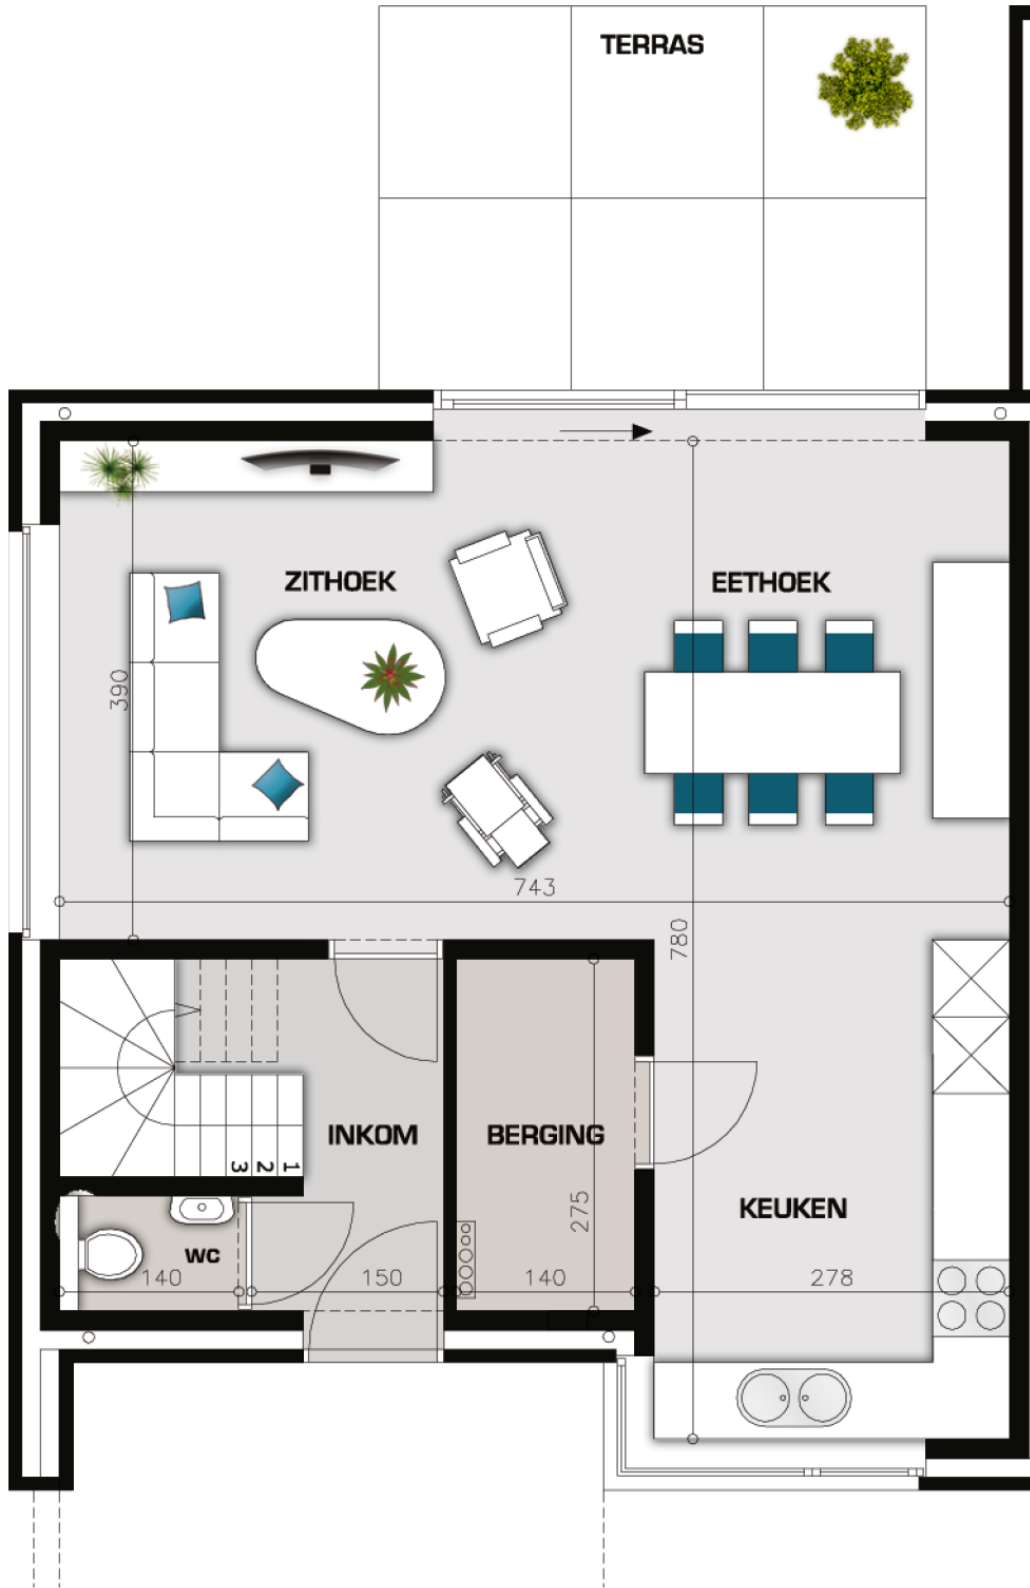 TERRAS
ZITHOEK
EETHOEK
390
743
780
INKOM
BERGING
3 2 1
275
KEUKEN
WC
140
150
140
278